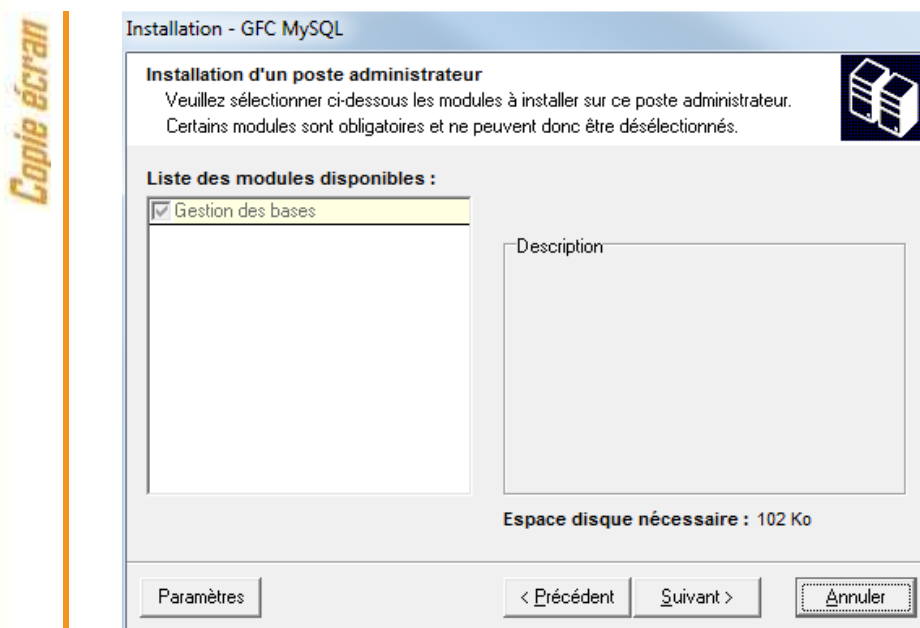 Copie écran
Installation - GFC MySQL
Installation d'un poste administrateur
Veuillez sélectionner ci-dessous les modules à installer sur ce poste administrateur.
Certains modules sont obligatoires et ne peuvent donc être désélectionnés.
Liste des modules disponibles :
Gestion des bases
Description
Espace disque nécessaire : 102 Ko
Paramètres
< Précédent
Suivant >
Annuler